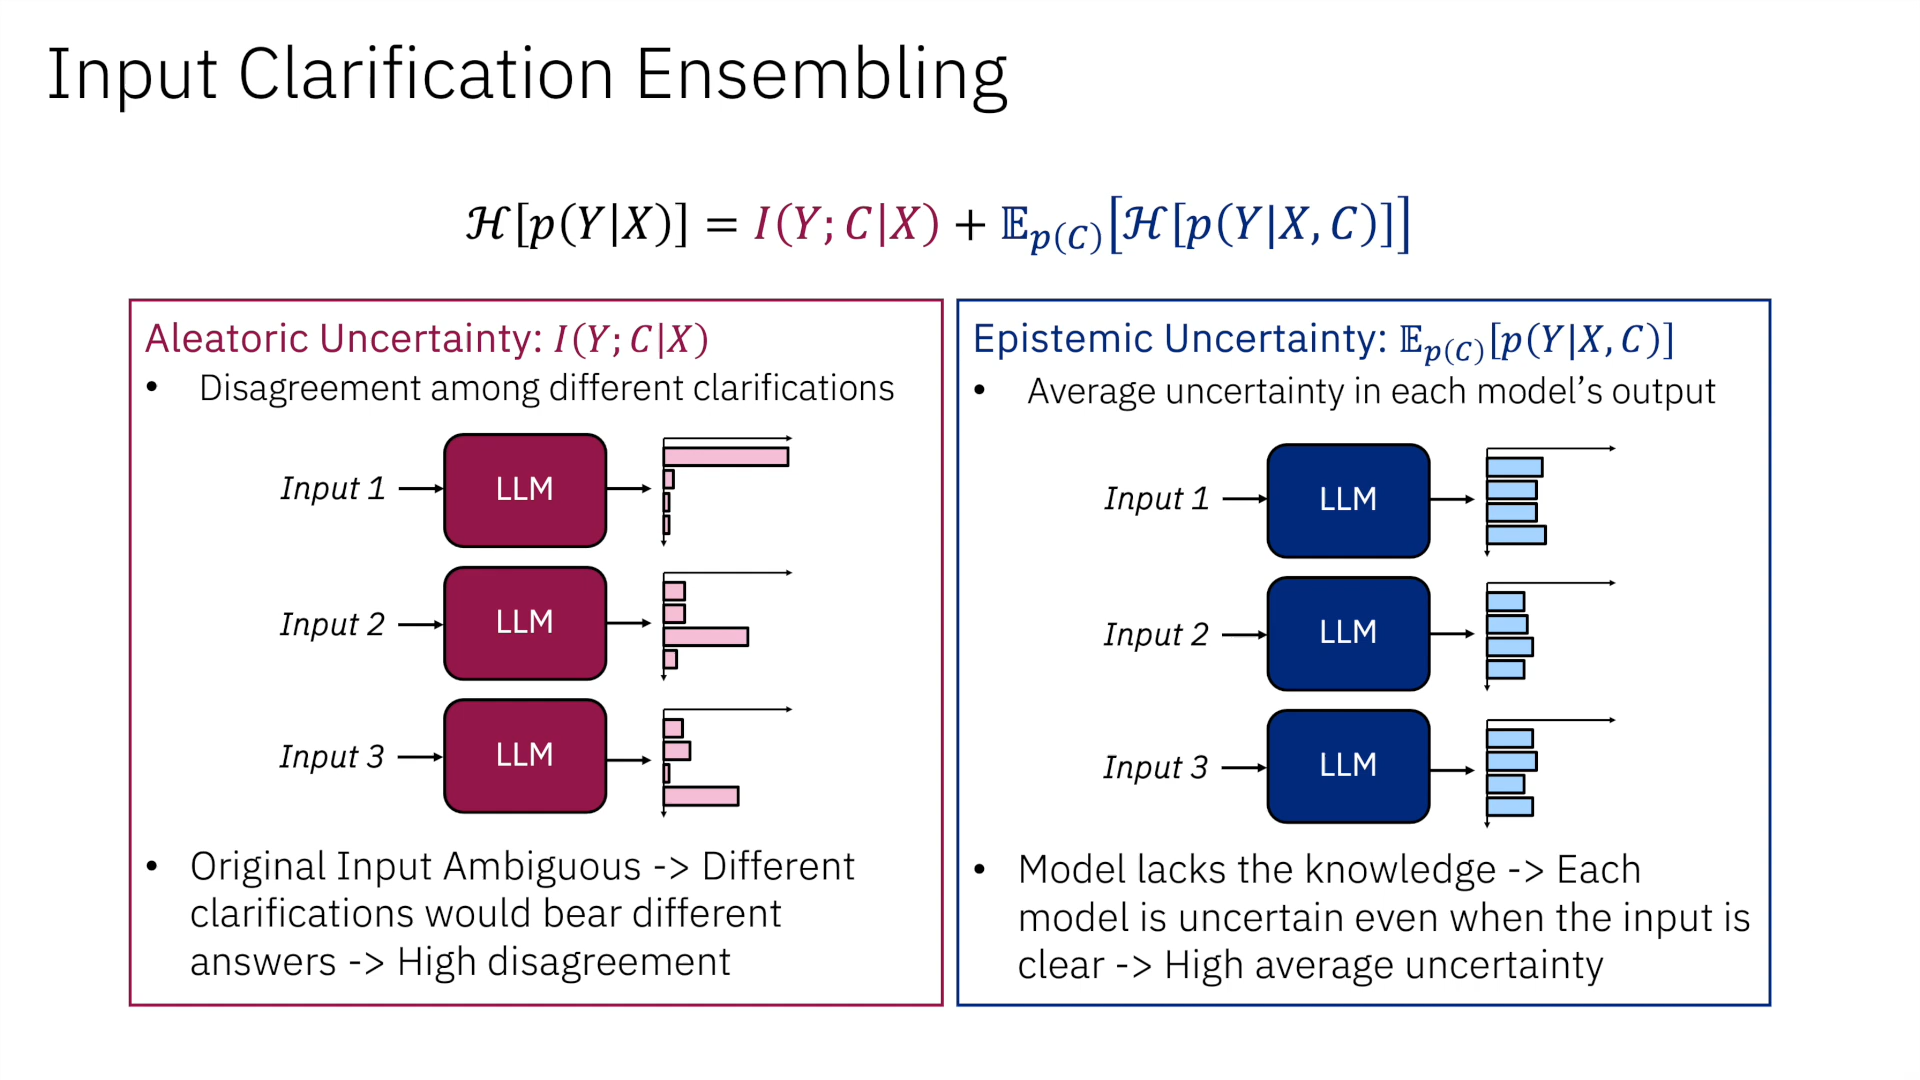 Input Clarification Ensembling
ℋ[p(Y|X)] = I(Y; C|X) + 𝔼p(C)[ℋ[p(Y|X, C)]]
Aleatoric Uncertainty: I(Y; C|X)
• Disagreement among different clarifications
Input 1
LLM
Input 2
LLM
Input 3
LLM
• Original Input Ambiguous -> Different
clarifications would bear different
answers -> High disagreement
Epistemic Uncertainty: 𝔼p(C)[p(Y|X, C)]
• Average uncertainty in each model’s output
Input 1
LLM
Input 2
LLM
Input 3
LLM
• Model lacks the knowledge -> Each
model is uncertain even when the input is
clear -> High average uncertainty